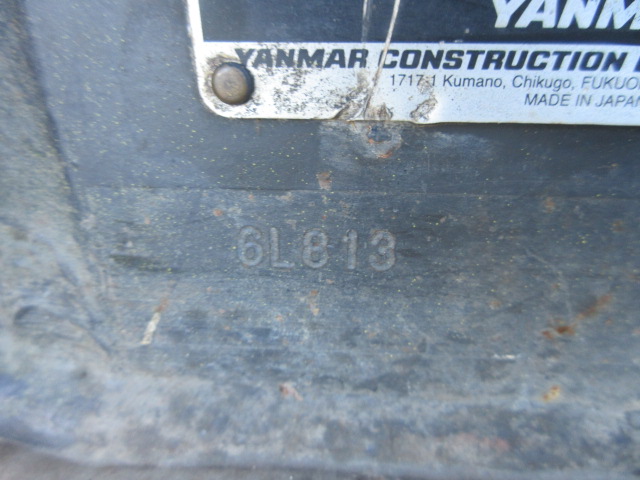 YANM
YANMAR CONSTRUCTION
1717-1 Kumano, Chikugo, FUKUO
MADE IN JAPAN
6L813